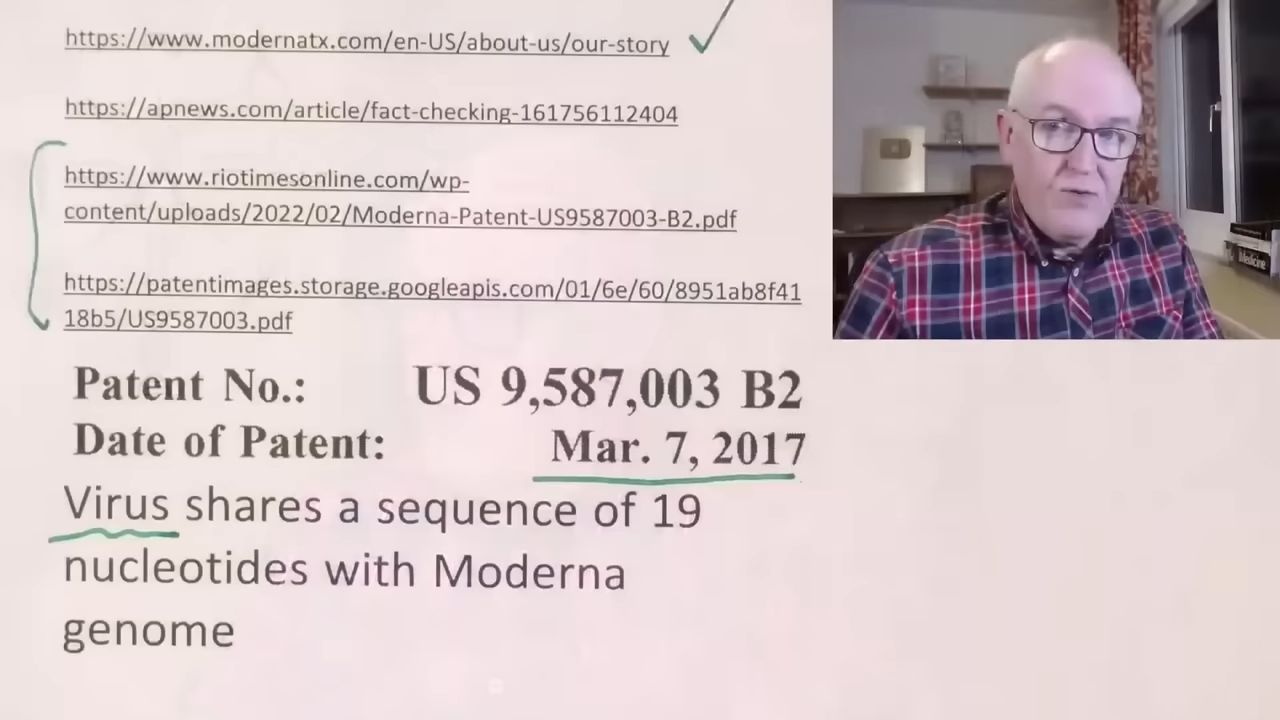 https://www.modernatx.com/en-US/about-us/our-story
https://apnews.com/article/fact-checking-161756112404
https://www.riotimesonline.com/wp-
content/uploads/2022/02/Moderna-Patent-US9587003-B2.pdf
https://patentimages.storage.googleapis.com/01/6e/60/8951ab8f41
18b5/US9587003.pdf
Patent No.: US 9,587,003 B2
Date of Patent: Mar. 7, 2017
Virus shares a sequence of 19
nucleotides with Moderna
genome
Medicine